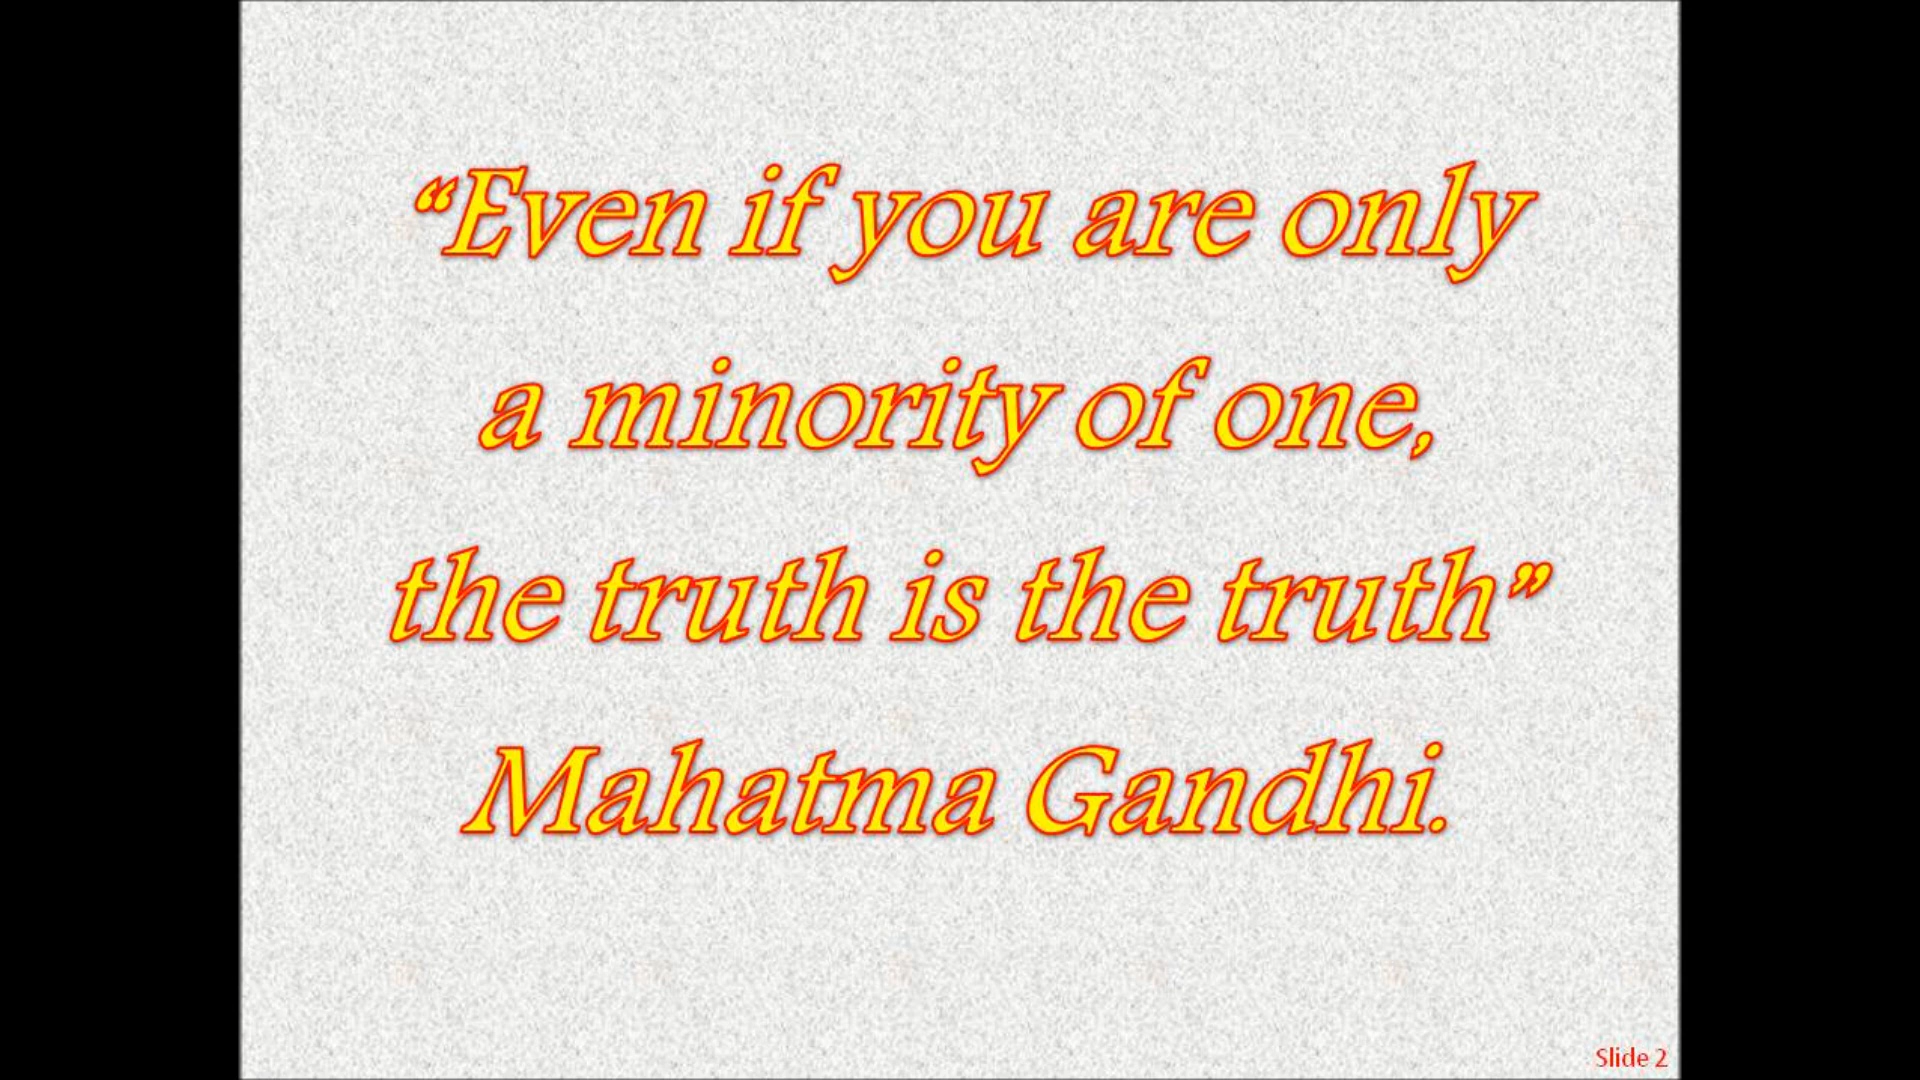 “Even if you are only
a minority of one,
the truth is the truth”
Mahatma Gandhi.
Slide 2